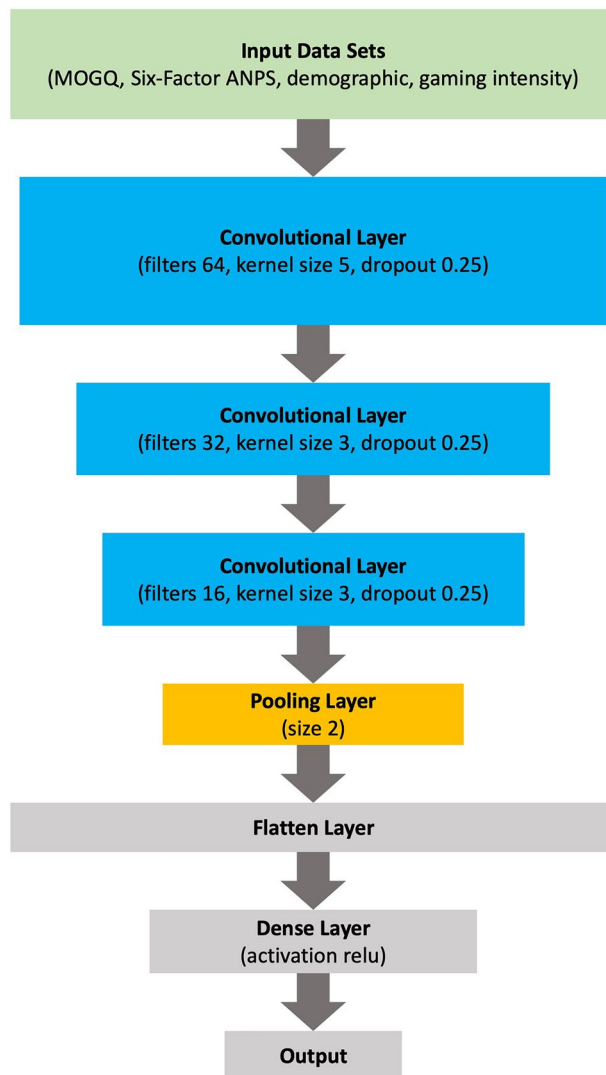 Input Data Sets
(MOGQ, Six-Factor ANPS, demographic, gaming intensity)
Convolutional Layer
(filters 64, kernel size 5, dropout 0.25)
Convolutional Layer
(filters 32, kernel size 3, dropout 0.25)
Convolutional Layer
(filters 16, kernel size 3, dropout 0.25)
Pooling Layer
(size 2)
Flatten Layer
Dense Layer
(activation relu)
Output